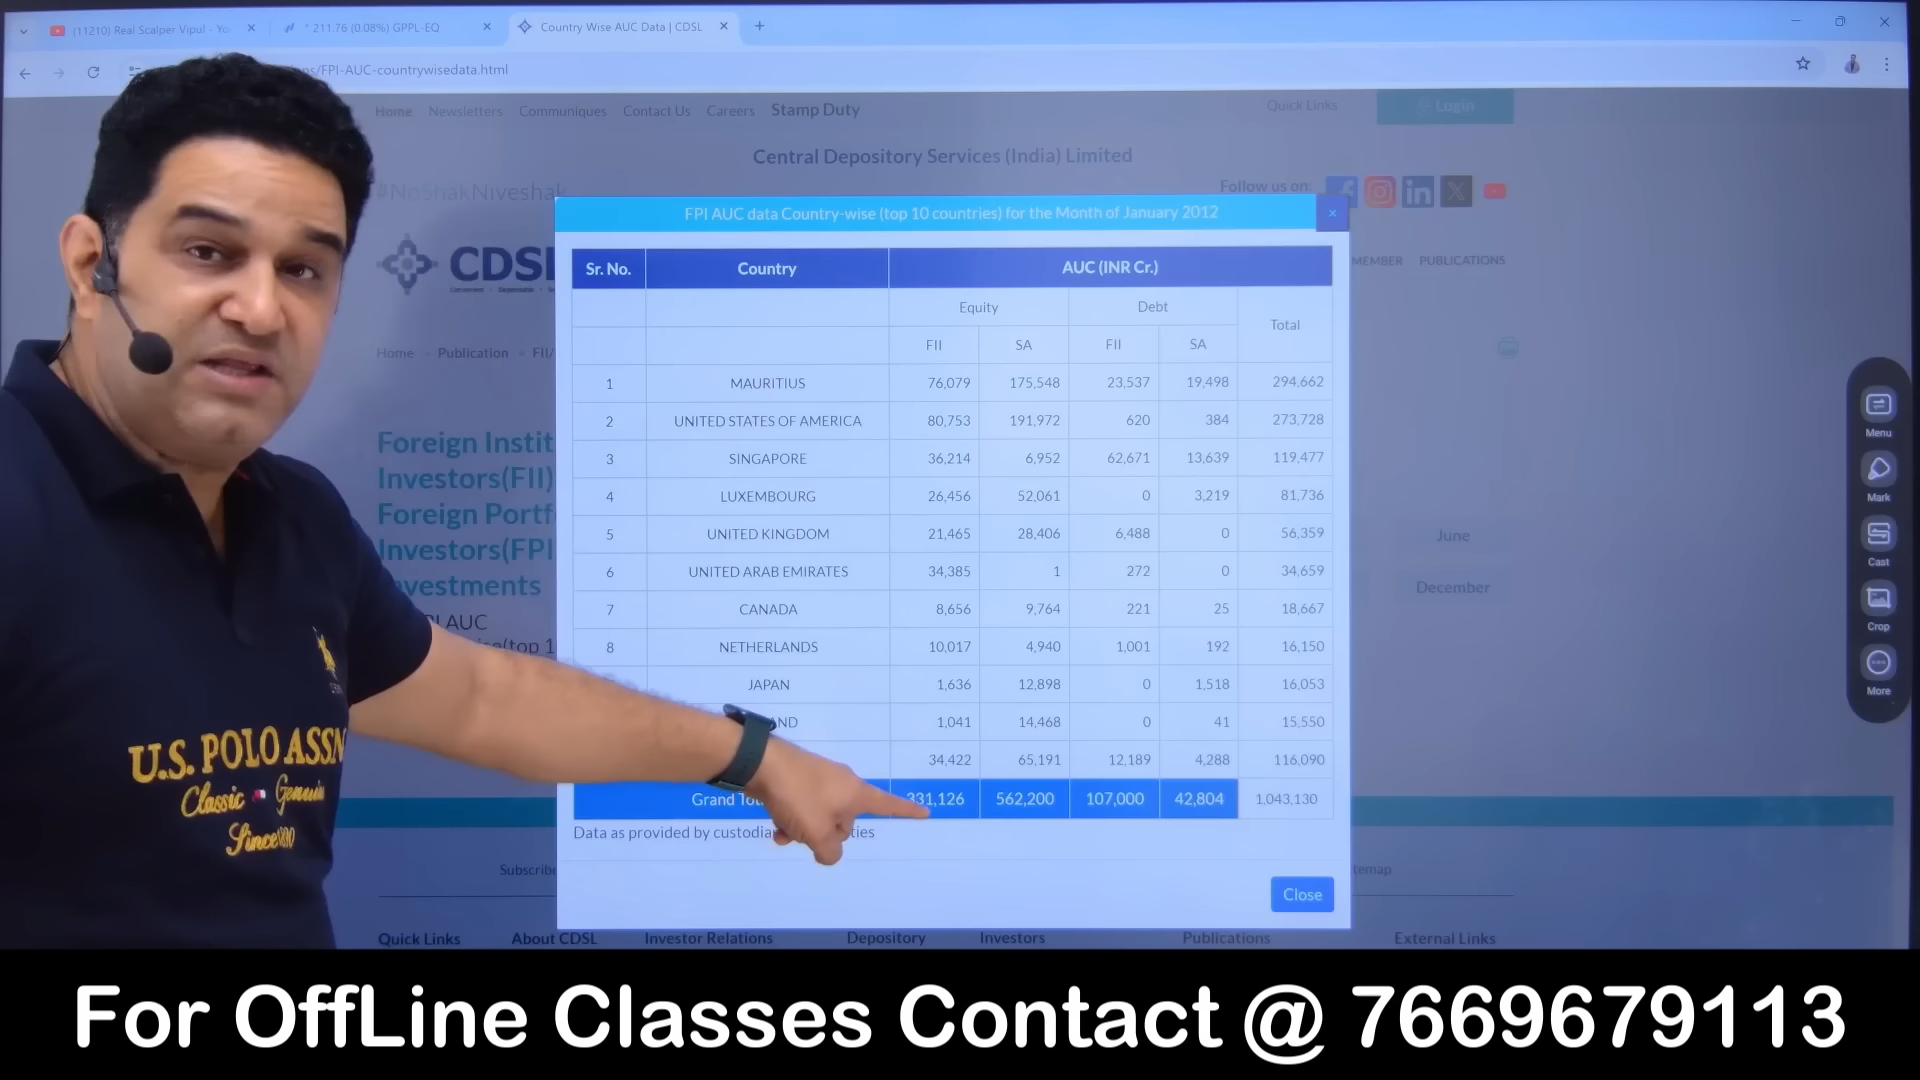 (11210) Real Scalper Vipul - Yo
* 211.76 (0.08%) GPPL-EQ
Country Wise AUC Data | CDSL
/FPI-AUC-countrywisedata.html
Home Newsletters Communiques Contact Us Careers Stamp Duty
Quick Links
Login
Central Depository Services (India) Limited
#NoShakNiveshak
Follow us on:
FPI AUC data Country-wise (top 10 countries) for the Month of January 2012
×
CDSL
MEMBER PUBLICATIONS
Sr. No. Country AUC (INR Cr.)
Equity Debt Total
FII SA FII SA
1 MAURITIUS 76,079 175,548 23,537 19,498 294,662
2 UNITED STATES OF AMERICA 80,753 191,972 620 384 273,728
3 SINGAPORE 36,214 6,952 62,671 13,639 119,477
4 LUXEMBOURG 26,456 52,061 0 3,219 81,736
5 UNITED KINGDOM 21,465 28,406 6,488 0 56,359
6 UNITED ARAB EMIRATES 34,385 1 272 0 34,659
7 CANADA 8,656 9,764 221 25 18,667
8 NETHERLANDS 10,017 4,940 1,001 192 16,150
JAPAN 1,636 12,898 0 1,518 16,053
1,041 14,468 0 41 15,550
34,422 65,191 12,189 4,288 116,090
Grand 331,126 562,200 107,000 42,804 1,043,130
Data as provided by
Close
Home Publication FII/
Foreign
Investors(FII)
Foreign
Investors(FPI
Investments
AUC
(top 1
June
December
Menu
Mark
Cast
Crop
More
U.S. POLO ASSN
Classic Genuine
Since 1890
Quick Links About CDSL Investor Relations Depository Investors Publications External Links
For OffLine Classes Contact @ 7669679113